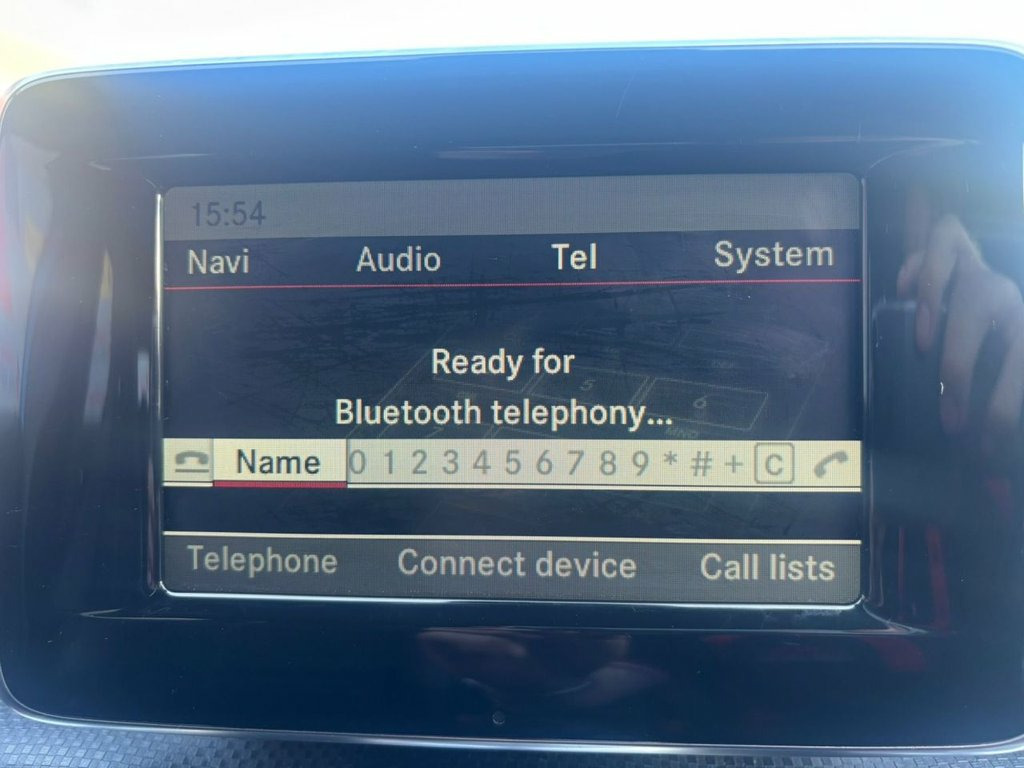 15:54
Navi Audio Tel System
Ready for
Bluetooth telephony...
Name 0 1 2 3 4 5 6 7 8 9 * # + C
Telephone Connect device Call lists